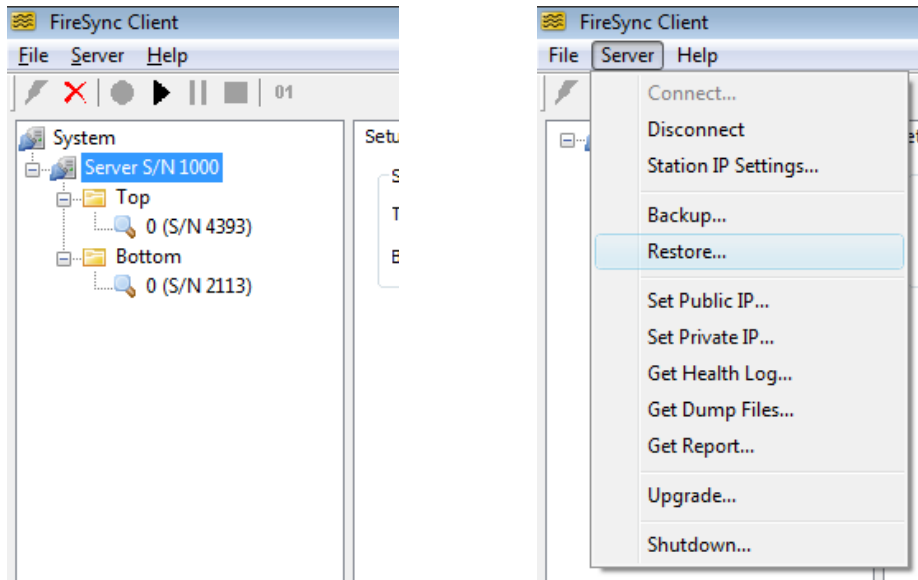 FireSync Client
File Server Help
01
System
Server S/N 1000
Top
0 (S/N 4393)
Bottom
0 (S/N 2113)
Setu
S
T
B
FireSync Client
File Server Help
Connect...
Disconnect
Station IP Settings...
Backup...
Restore...
Set Public IP...
Set Private IP...
Get Health Log...
Get Dump Files...
Get Report...
Upgrade...
Shutdown...